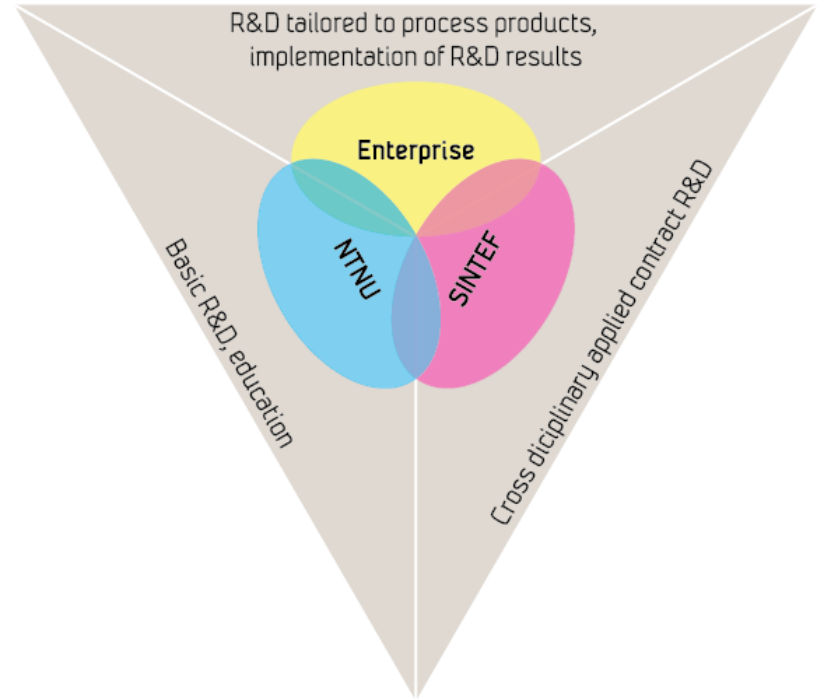 R&D tailored to process products,
implementation of R&D results
Enterprise
NTNU
SINTEF
Basic R&D, education
Cross diciplinary applied contract R&D